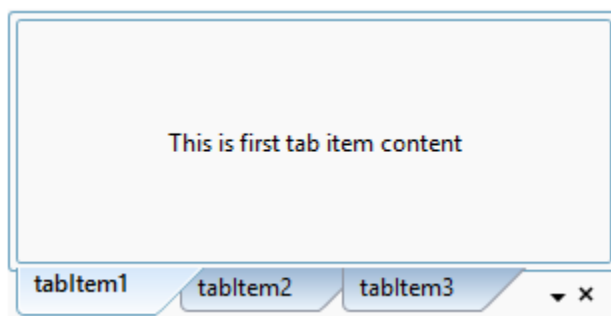 This is first tab item content
tabItem1
tabItem2
tabItem3